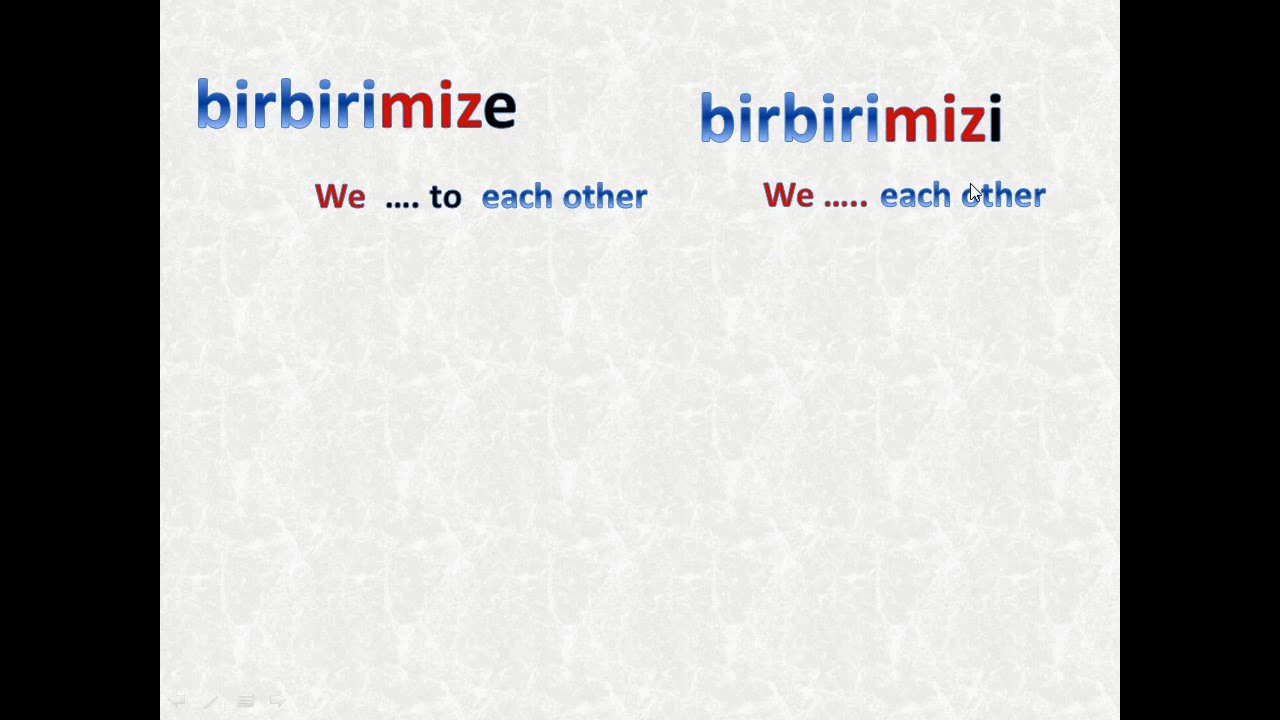 birbirimize
We .... to each other
birbirimizi
We ..... each other